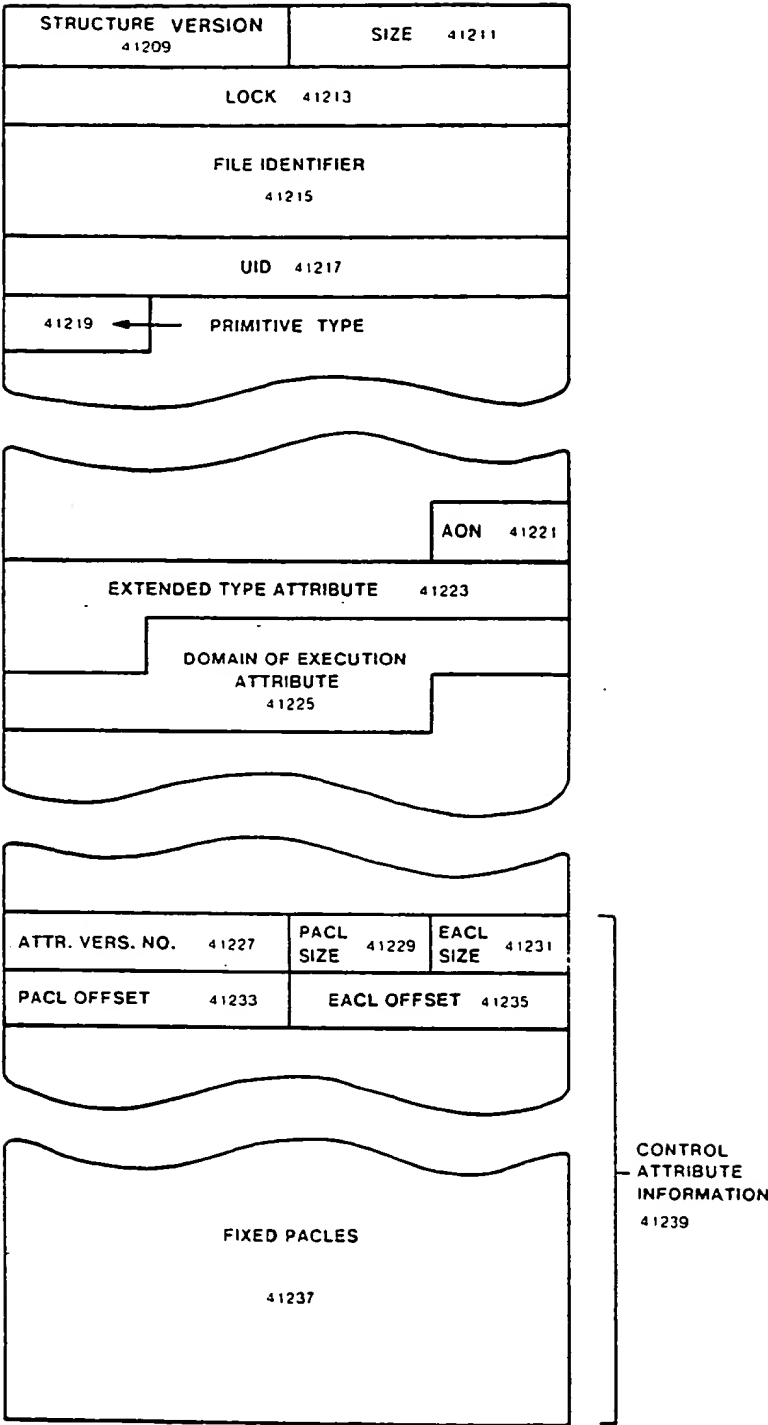 STRUCTURE VERSION
41209
SIZE 41211
LOCK 41213
FILE IDENTIFIER
41215
UID 41217
41219
PRIMITIVE TYPE
AON 41221
EXTENDED TYPE ATTRIBUTE 41223
DOMAIN OF EXECUTION
ATTRIBUTE
41225
ATTR. VERS. NO. 41227
PACL
SIZE 41229
EACL
SIZE 41231
PACL OFFSET 41233
EACL OFFSET 41235
CONTROL
ATTRIBUTE
INFORMATION
41239
FIXED PACLES
41237